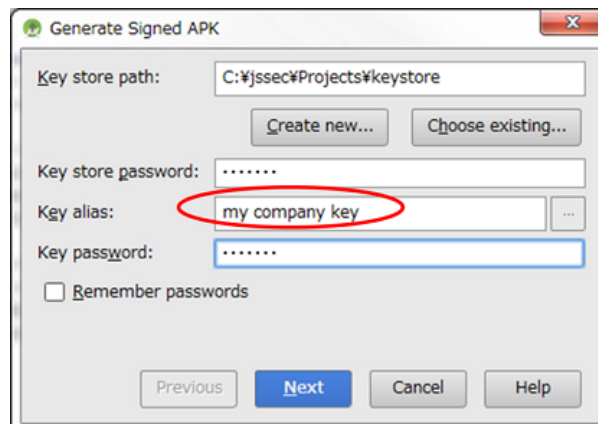 Generate Signed APK
Key store path: C:¥jssec¥Projects¥keystore
Create new... Choose existing...
Key store password: •••••••
Key alias: my company key ...
Key password: •••••••
Remember passwords
Previous Next Cancel Help